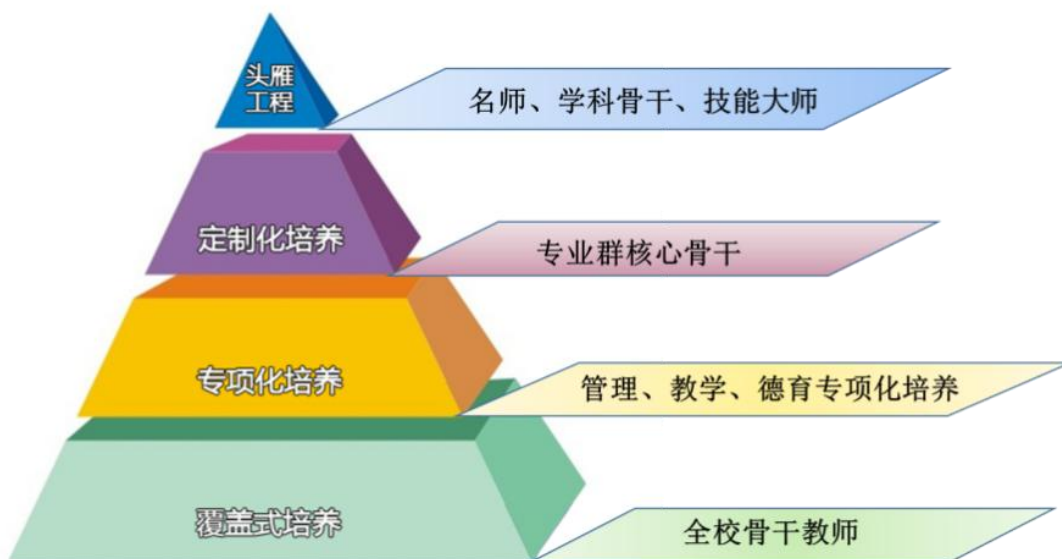 头雁
工程
名师、学科骨干、技能大师
定制化培养
专业群核心骨干
专项化培养
管理、教学、德育专项化培养
覆盖式培养
全校骨干教师